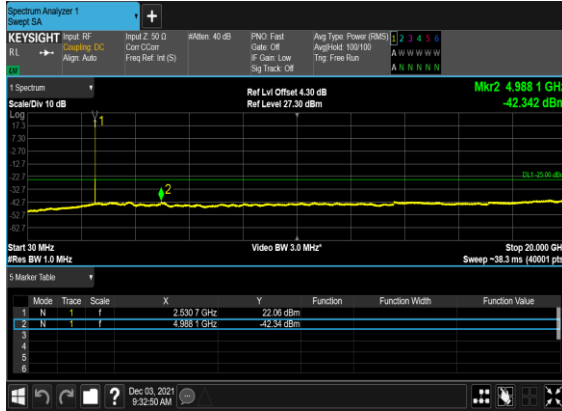 Spectrum Analyzer 1
Swept SA
+
KEYSIGHT Input: RF Input Z: 50 Ω #Atten: 40 dB PNO: Fast Avg Type: Power (RMS) 1 2 3 4 5 6
RL Coupling: DC Corr CCorr Gate: Off Avg|Hold: 100/100 A W W W W W
Align: Auto Freq Ref: Int (S) IF Gain: Low Trig: Free Run
Sig Track: Off A N N N N N
1 Spectrum Ref Lvl Offset 4.30 dB Mkr2 4.988 1 GHz
Scale/Div 10 dB Ref Level 27.30 dBm -42.342 dBm
Log
17.3 1
7.30
-2.70
-12.7
-22.7 DL1 -25.00 dBm
-32.7 2
-42.7
-52.7
-62.7
Start 30 MHz Video BW 3.0 MHz* Stop 20.000 GHz
#Res BW 1.0 MHz Sweep ~38.3 ms (40001 pts)
5 Marker Table
Mode Trace Scale X Y Function Function Width Function Value
1 N 1 f 2.530 7 GHz 22.06 dBm
2 N 1 f 4.988 1 GHz -42.34 dBm
3
4
5
6
? Dec 03, 2021
9:32:50 AM